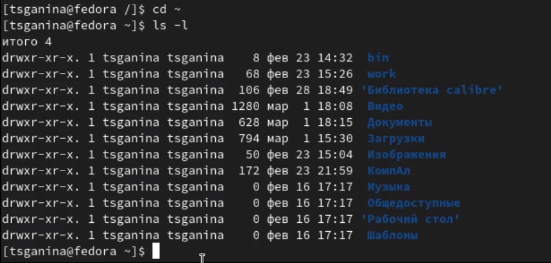 [tsganina@fedora /]$ cd ~
[tsganina@fedora ~]$ ls -l
итого 4
drwxr-xr-x. 1 tsganina tsganina    8 фев 23 14:32  bin
drwxr-xr-x. 1 tsganina tsganina   68 фев 23 15:26  work
drwxr-xr-x. 1 tsganina tsganina  106 фев 28 18:49 'Библиотека calibre'
drwxr-xr-x. 1 tsganina tsganina 1280 мар  1 18:08  Видео
drwxr-xr-x. 1 tsganina tsganina  628 мар  1 18:15  Документы
drwxr-xr-x. 1 tsganina tsganina  794 мар  1 15:30  Загрузки
drwxr-xr-x. 1 tsganina tsganina   50 фев 23 15:04  Изображения
drwxr-xr-x. 1 tsganina tsganina  172 фев 23 21:59  КомпАл
drwxr-xr-x. 1 tsganina tsganina    0 фев 16 17:17  Музыка
drwxr-xr-x. 1 tsganina tsganina    0 фев 16 17:17  Общедоступные
drwxr-xr-x. 1 tsganina tsganina    0 фев 16 17:17 'Рабочий стол'
drwxr-xr-x. 1 tsganina tsganina    0 фев 16 17:17  Шаблоны
[tsganina@fedora ~]$